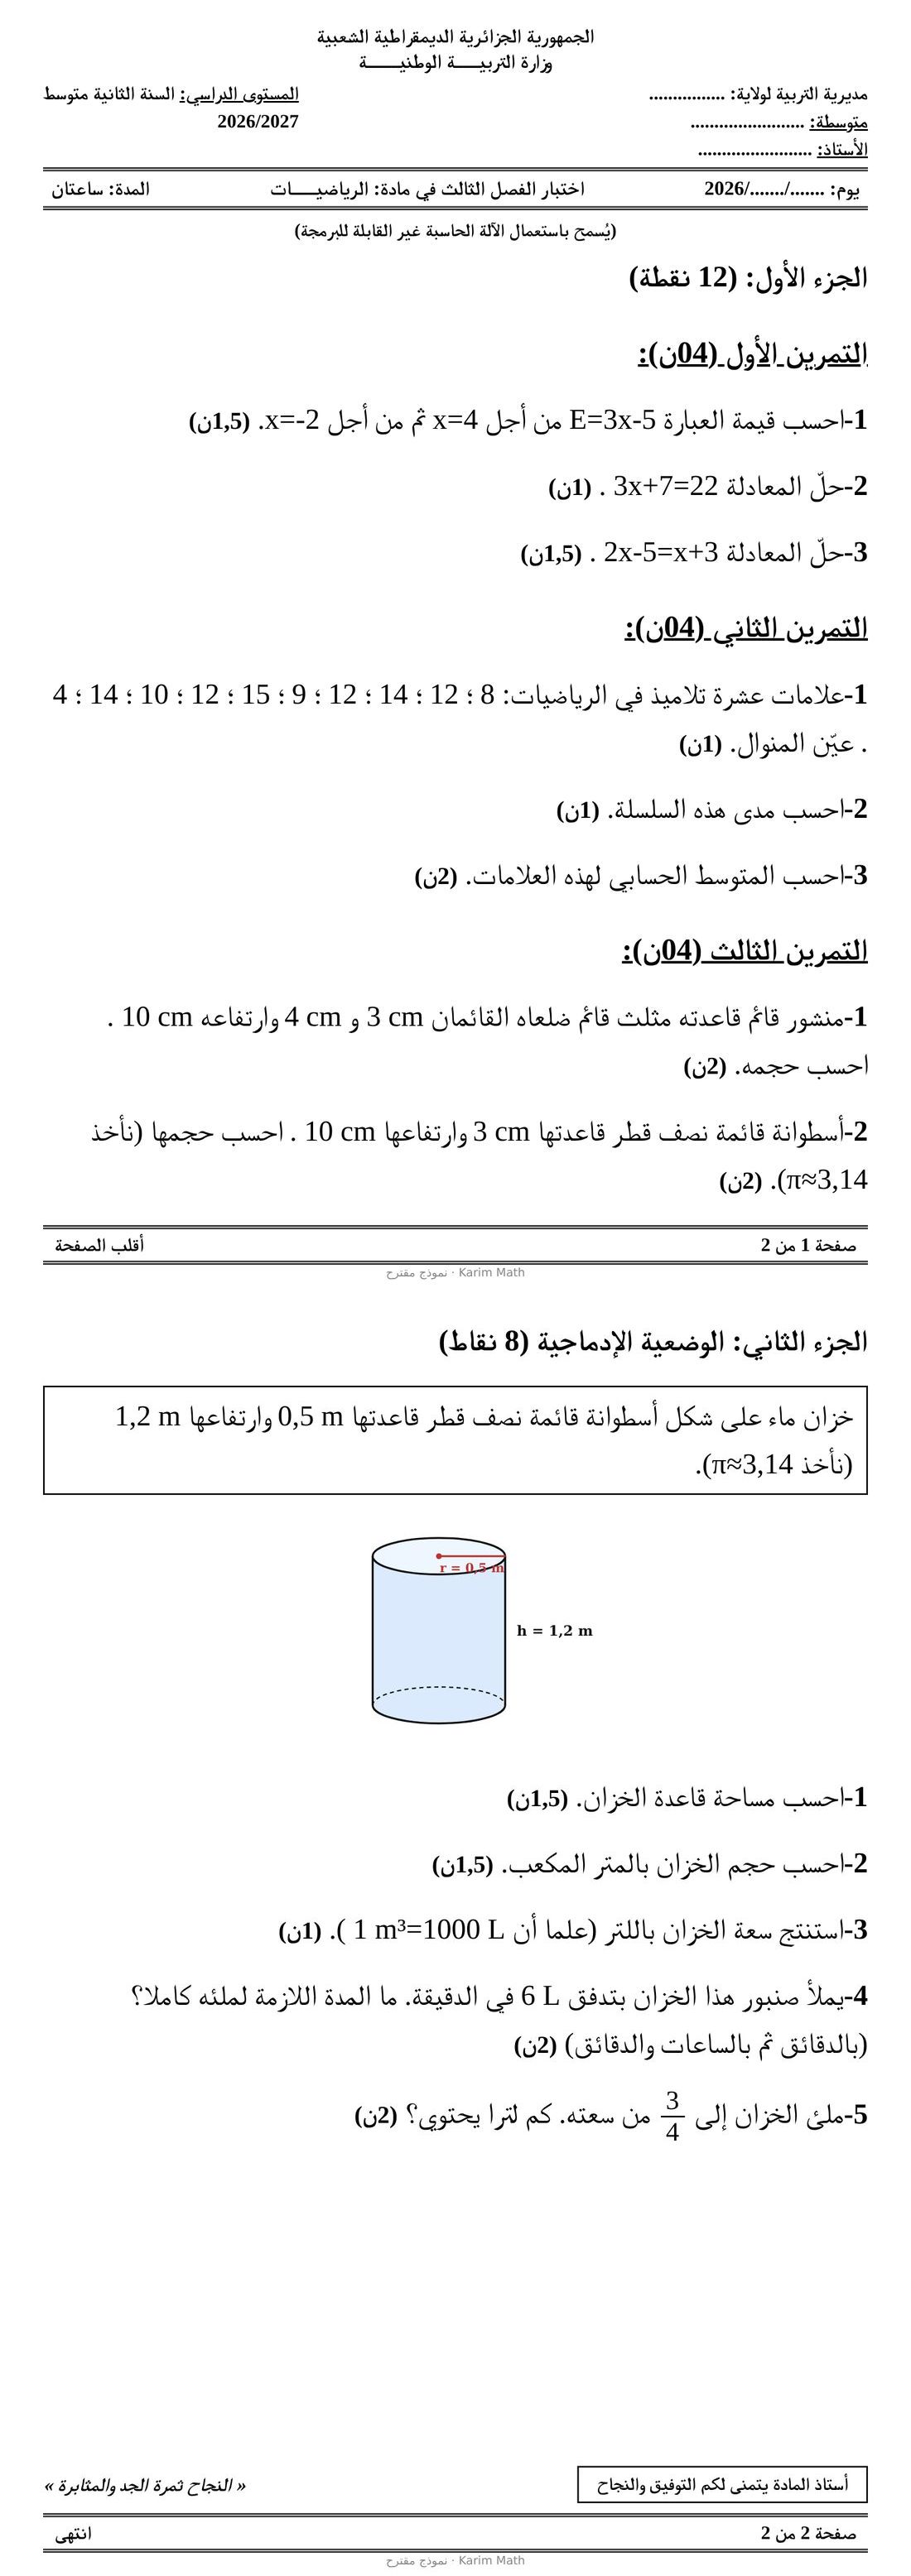 الجمهورية الجزائرية الديمقراطية الشعبية
وزارة التربيـــــة الوطنيـــــــة
مديرية التربية لولاية: ................
المستوى الدراسي: السنة الثانية متوسط
متوسطة: ........................
2026/2027
الأستاذ: ........................
يوم: ......./......./2026
اختبار الفصل الثالث في مادة: الرياضيـــــات
المدة: ساعتان
(يُسمح باستعمال الآلة الحاسبة غير القابلة للبرمجة)
الجزء الأول: (12 نقطة)
التمرين الأول (04ن):
1-احسب قيمة العبارة E=3x-5 من أجل x=4 ثم من أجل x=-2. (1,5ن)
2-حلّ المعادلة 3x+7=22 . (1ن)
3-حلّ المعادلة 2x-5=x+3 . (1,5ن)
التمرين الثاني (04ن):
1-علامات عشرة تلاميذ في الرياضيات: 8 ؛ 12 ؛ 14 ؛ 12 ؛ 9 ؛ 15 ؛ 12 ؛ 10 ؛ 14 ؛ 4
. عيّن المنوال. (1ن)
2-احسب مدى هذه السلسلة. (1ن)
3-احسب المتوسط الحسابي لهذه العلامات. (2ن)
التمرين الثالث (04ن):
1-منشور قائم قاعدته مثلث قائم ضلعاه القائمان 3 cm و 4 cm وارتفاعه 10 cm .
احسب حجمه. (2ن)
2-أسطوانة قائمة نصف قطر قاعدتها 3 cm وارتفاعها 10 cm . احسب حجمها (نأخذ
π≈3,14). (2ن)
صفحة 1 من 2
أقلب الصفحة
Karim Math · نموذج مقترح
الجزء الثاني: الوضعية الإدماجية (8 نقاط)
خزان ماء على شكل أسطوانة قائمة نصف قطر قاعدتها 0,5 m وارتفاعها 1,2 m
(نأخذ π≈3,14).
r = 0,5 m
h = 1,2 m
1-احسب مساحة قاعدة الخزان. (1,5ن)
2-احسب حجم الخزان بالمتر المكعب. (1,5ن)
3-استنتج سعة الخزان باللتر (علما أن 1 m³=1000 L ). (1ن)
4-يملأ صنبور هذا الخزان بتدفق 6 L في الدقيقة. ما المدة اللازمة لملئه كاملا؟
(بالدقائق ثم بالساعات والدقائق) (2ن)
5-ملئ الخزان إلى 3/4 من سعته. كم لترا يحتوي؟ (2ن)
أستاذ المادة يتمنى لكم التوفيق والنجاح
« النجاح ثمرة الجد والمثابرة »
صفحة 2 من 2
انتهى
Karim Math · نموذج مقترح